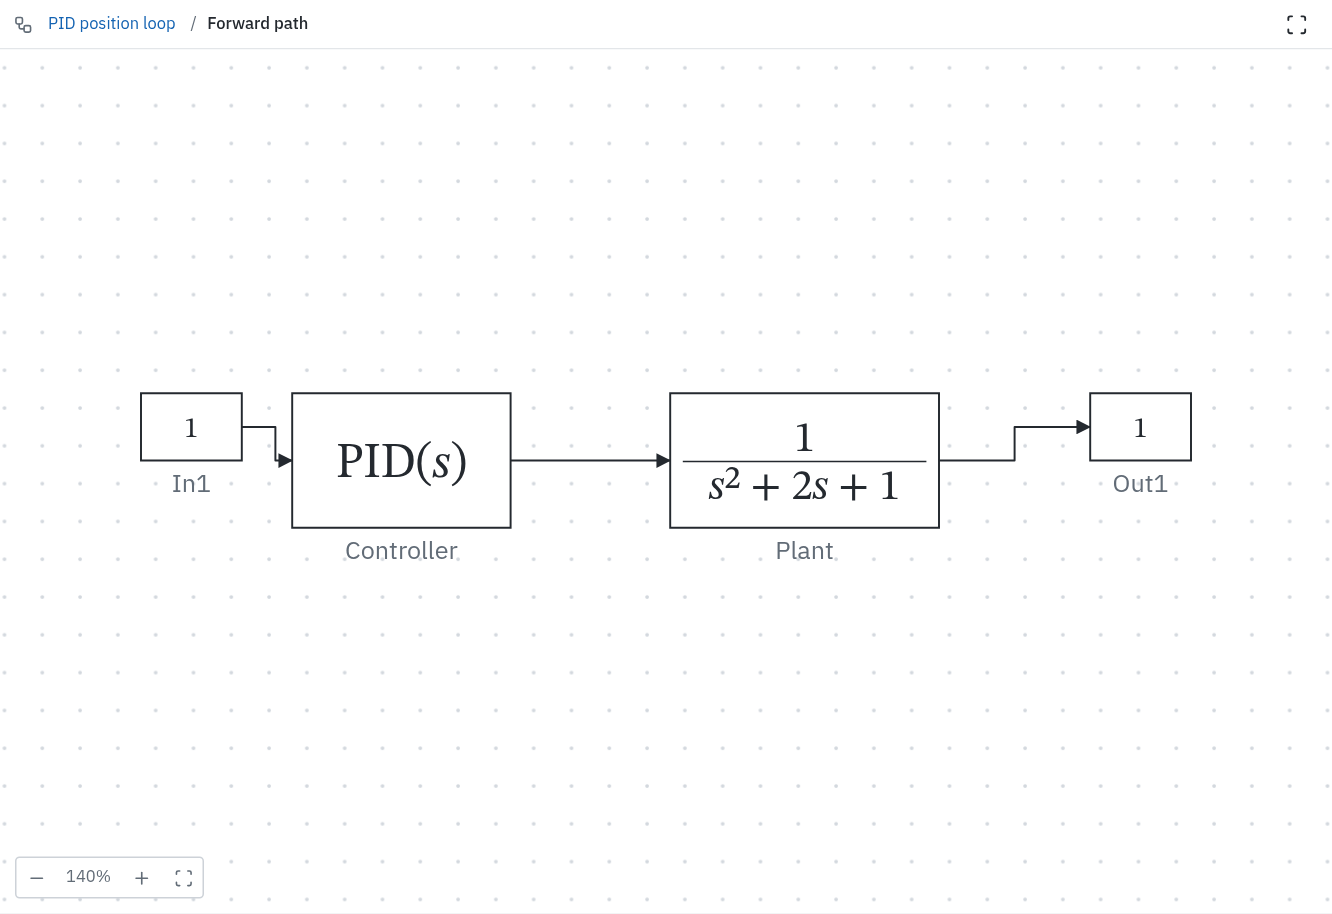 PID position loop / Forward path
1
In1
PID(s)
Controller
1
s² + 2s + 1
Plant
1
Out1
140%